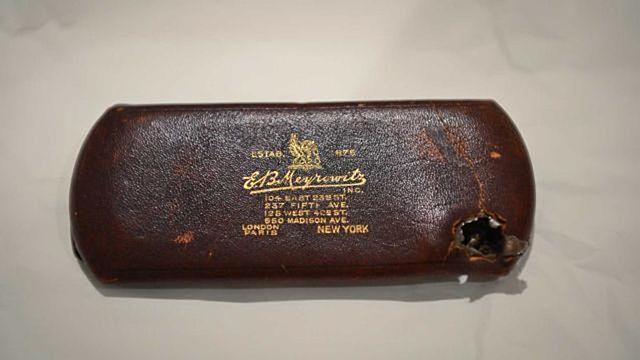 ESTAB. 1875
E.B. Meyrowitz
INC.
104 EAST 23RD ST.
237 FIFTH AVE.
125 WEST 42ND ST.
550 MADISON AVE.
LONDON
PARIS
NEW YORK